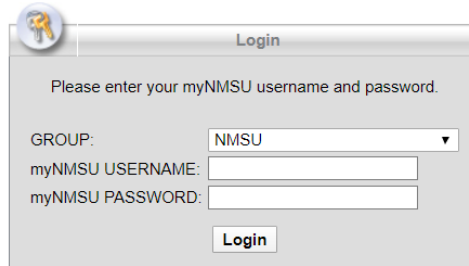 Login
Please enter your myNMSU username and password.
GROUP: NMSU
myNMSU USERNAME:
myNMSU PASSWORD:
Login